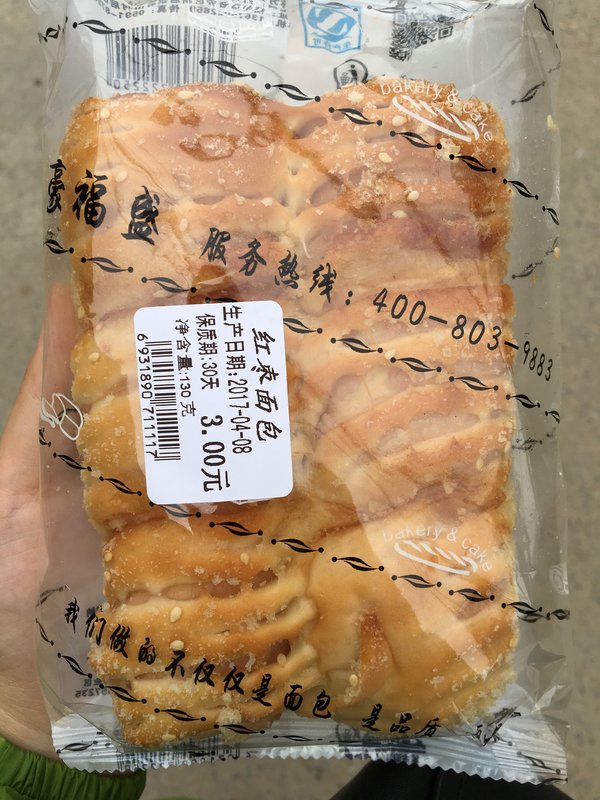 bakery & cake
豪福盛
服务热线：400-803-9883
红枣面包
生产日期:2017-04-08
保质期:30天
净含量:130 克
3.00元
6931890 711117
bakery & cake
我们做的不仅仅是面包 是品质